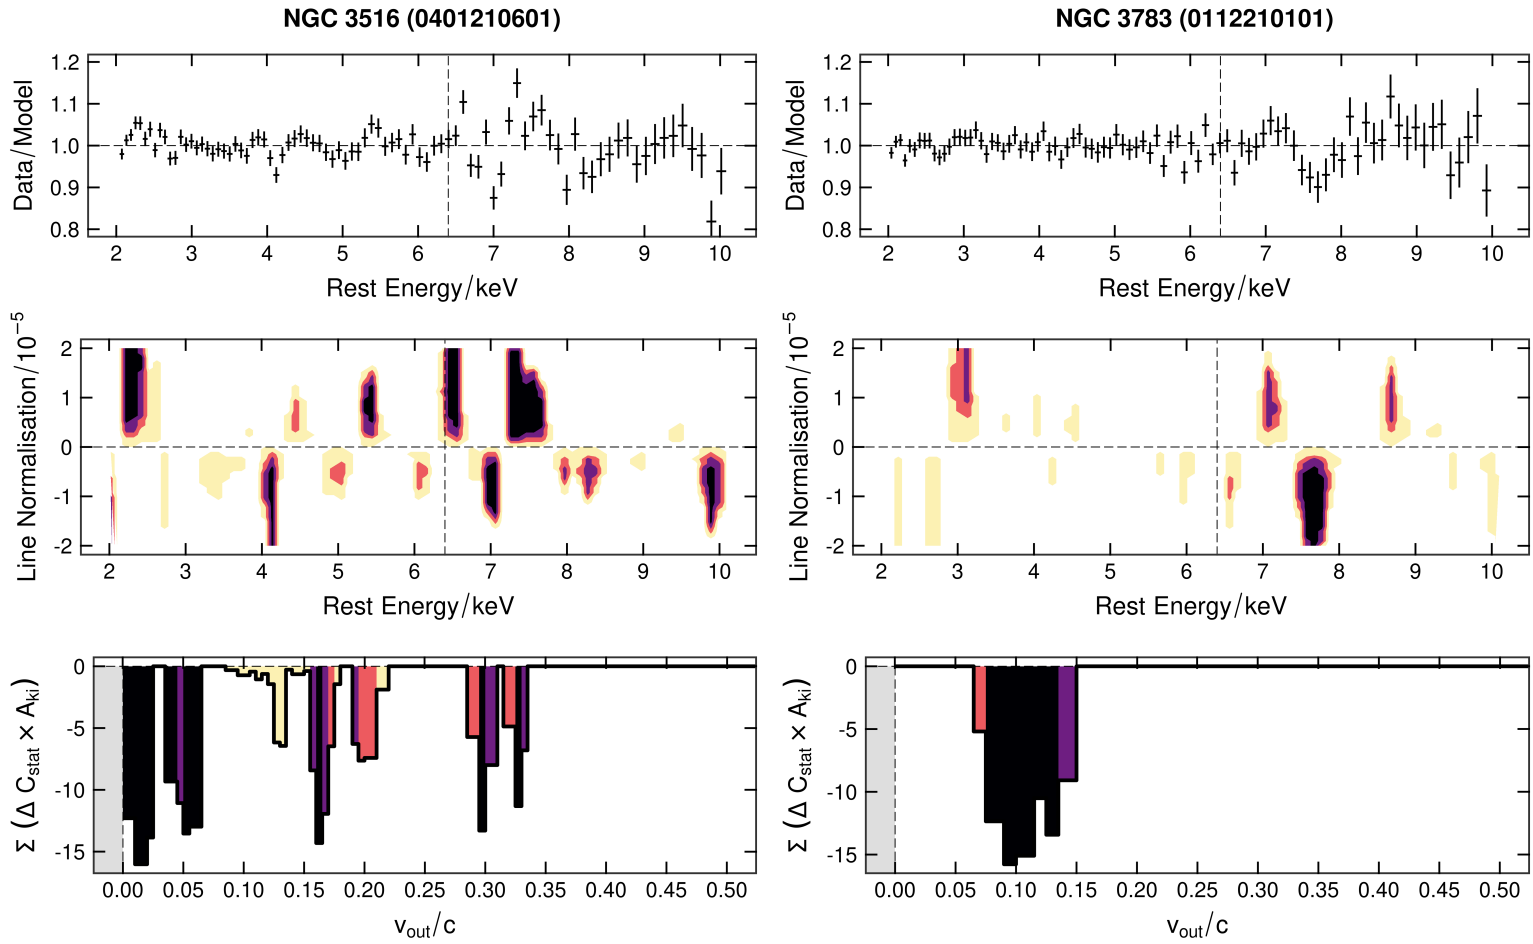 NGC 3516 (0401210601)
1.2
1.1
1.0
0.9
0.8
Data/Model
2 3 4 5 6 7 8 9 10
Rest Energy/keV
2
1
0
-1
-2
Line Normalisation/10⁻⁵
2 3 4 5 6 7 8 9 10
Rest Energy/keV
0
-5
-10
-15
Σ (Δ C_stat × A_ki)
0.00 0.05 0.10 0.15 0.20 0.25 0.30 0.35 0.40 0.45 0.50
v_out/c
NGC 3783 (0112210101)
1.2
1.1
1.0
0.9
0.8
Data/Model
2 3 4 5 6 7 8 9 10
Rest Energy/keV
2
1
0
-1
-2
Line Normalisation/10⁻⁵
2 3 4 5 6 7 8 9 10
Rest Energy/keV
0
-5
-10
-15
Σ (Δ C_stat × A_ki)
0.00 0.05 0.10 0.15 0.20 0.25 0.30 0.35 0.40 0.45 0.50
v_out/c